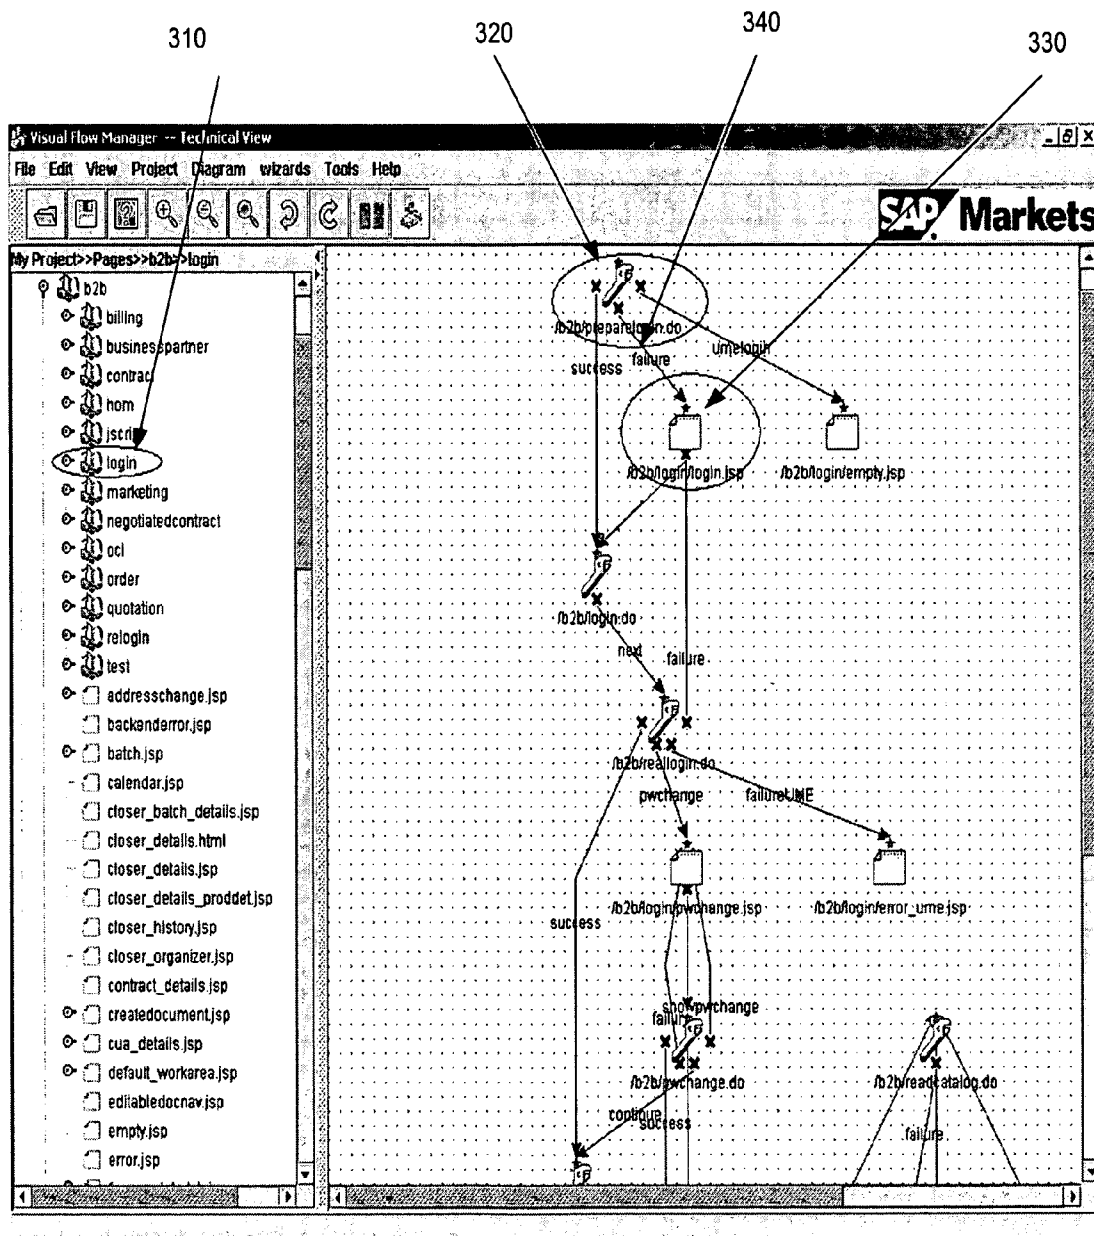 310
320
340
330
Visual Flow Manager -- Technical View
File Edit View Project Diagram wizards Tools Help
SAP Markets
My Project>>Pages>>b2b>>login
b2b
billing
businesspartner
contract
hom
jscri
login
marketing
negotiatedcontract
ocl
order
quotation
relogin
test
addresschange.jsp
backenderror.jsp
batch.jsp
calendar.jsp
closer_batch_details.jsp
closer_details.html
closer_details.jsp
closer_details_proddet.jsp
closer_history.jsp
closer_organizer.jsp
contract_details.jsp
createdocument.jsp
cua_details.jsp
default_workarea.jsp
editabledocnav.jsp
empty.jsp
error.jsp
/b2b/preparelogin.do
umelogin
failure
success
/b2b/login/login.jsp
/b2b/login/empty.jsp
/b2b/login.do
next
failure
/b2b/reallogin.do
pwchange
failureUME
/b2b/login/pwchange.jsp
/b2b/login/error_ume.jsp
success
showpwchange
failure
/b2b/pwchange.do
/b2b/readcatalog.do
continue
success
failure